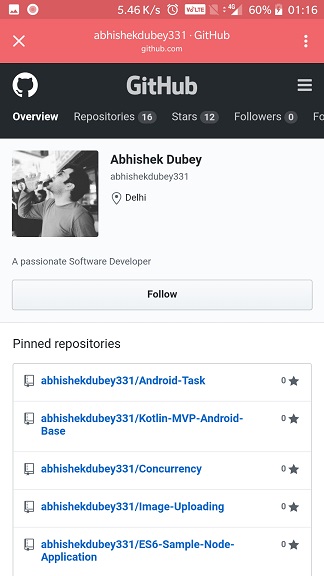 5.46 K/s VoLTE 4G 60% 01:16
abhishekdubey331 · GitHub
github.com
GitHub
Overview Repositories 16 Stars 12 Followers 0 Fo
Abhishek Dubey
abhishekdubey331
Delhi
A passionate Software Developer
Follow
Pinned repositories
abhishekdubey331/Android-Task 0
abhishekdubey331/Kotlin-MVP-Android-
Base 0
abhishekdubey331/Concurrency 0
abhishekdubey331/Image-Uploading 0
abhishekdubey331/ES6-Sample-Node-
Application 0